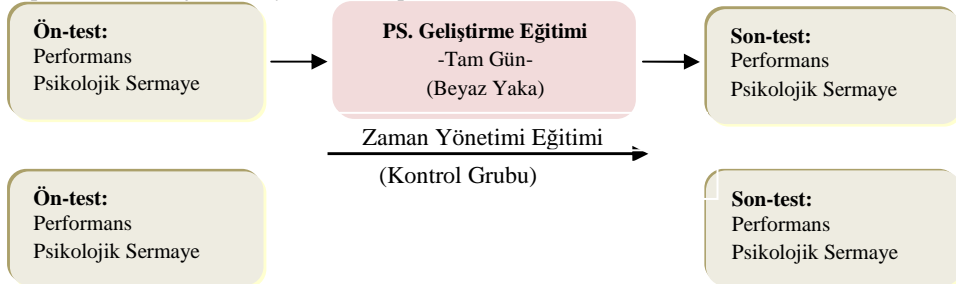 Ön-test:
Performans
Psikolojik Sermaye
PS. Geliştirme Eğitimi
-Tam Gün-
(Beyaz Yaka)
Son-test:
Performans
Psikolojik Sermaye
Zaman Yönetimi Eğitimi
(Kontrol Grubu)
Ön-test:
Performans
Psikolojik Sermaye
Son-test:
Performans
Psikolojik Sermaye